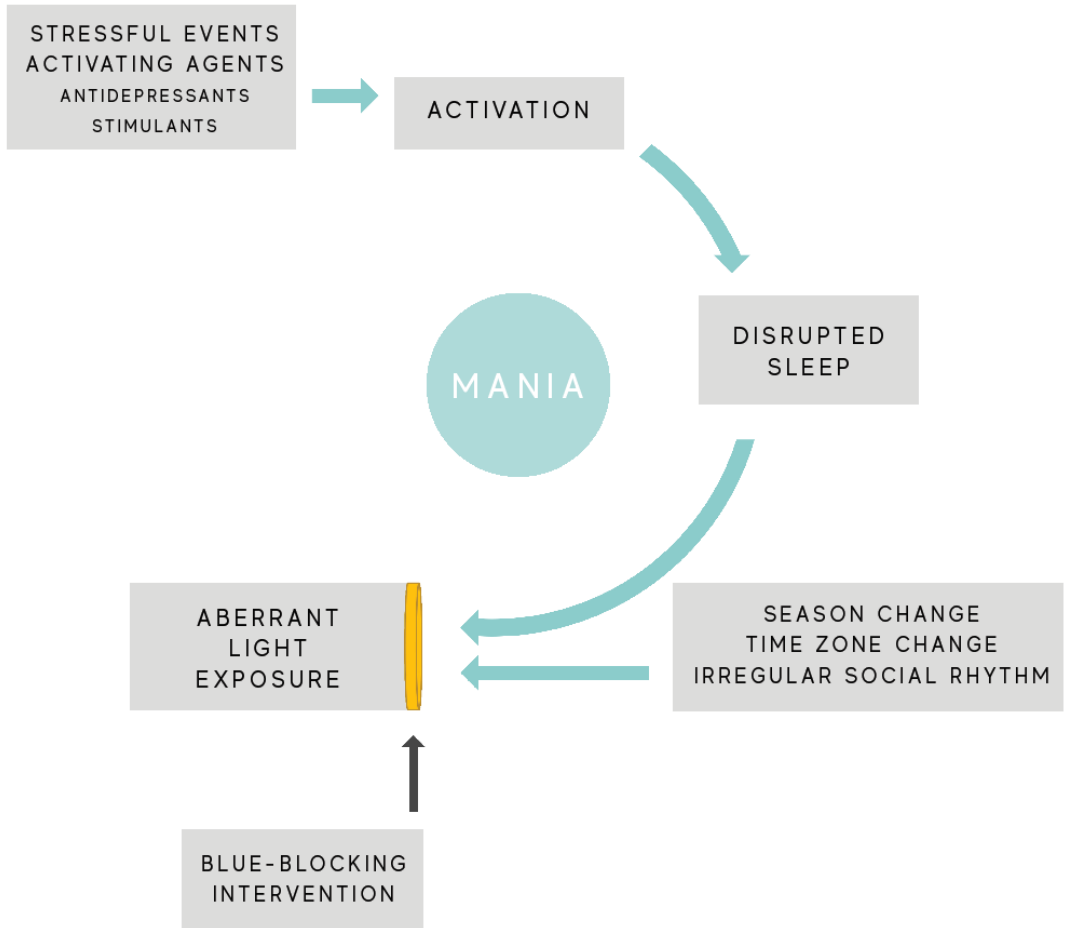 STRESSFUL EVENTS
ACTIVATING AGENTS
ANTIDEPRESSANTS
STIMULANTS
ACTIVATION
DISRUPTED
SLEEP
MANIA
ABERRANT
LIGHT
EXPOSURE
SEASON CHANGE
TIME ZONE CHANGE
IRREGULAR SOCIAL RHYTHM
BLUE-BLOCKING
INTERVENTION